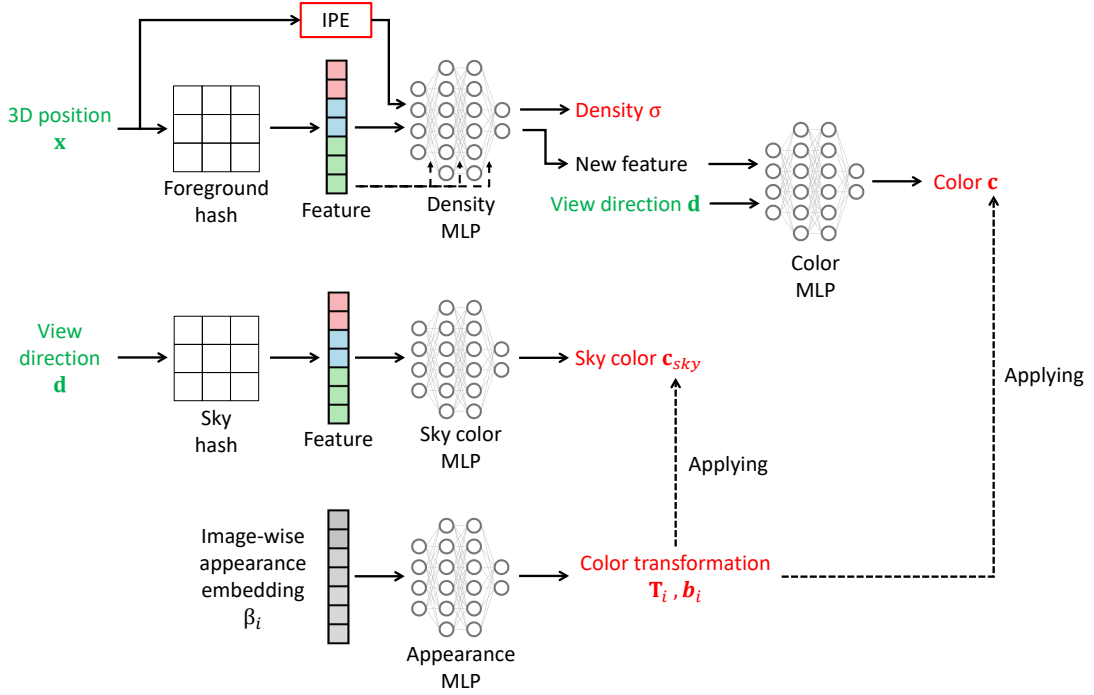 IPE
3D position
x
Foreground
hash
Feature
Density
MLP
Density σ
New feature
View direction d
Color
MLP
Color c
View
direction
d
Sky
hash
Feature
Sky color
MLP
Sky color c_sky
Applying
Applying
Image-wise
appearance
embedding
β_i
Appearance
MLP
Color transformation
T_i , b_i